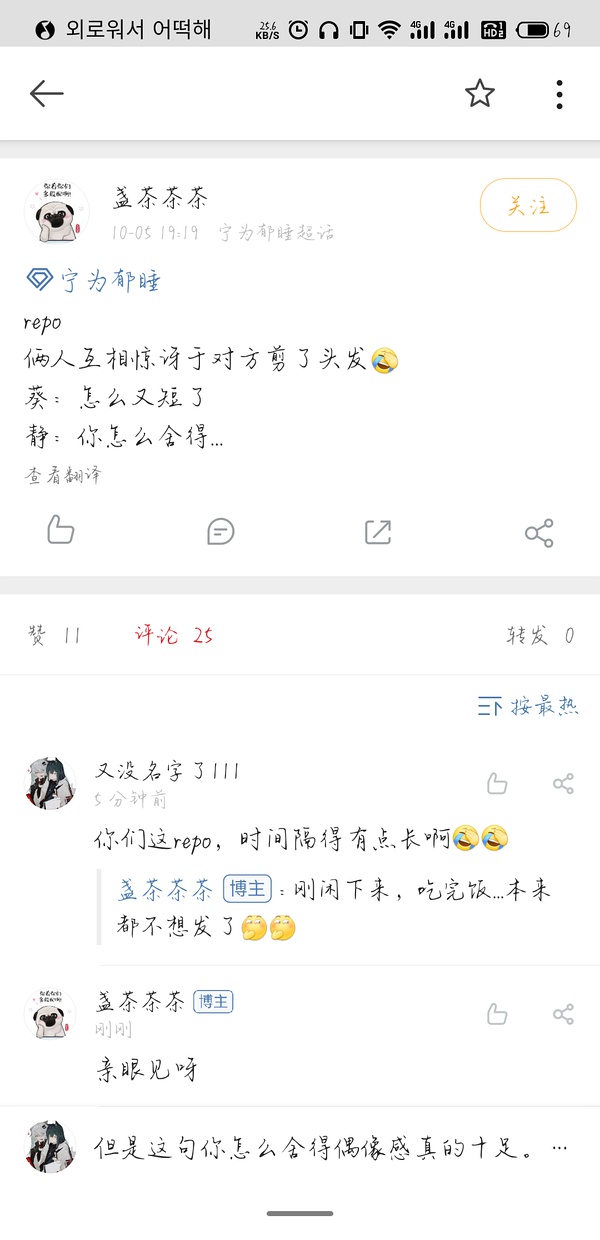 외로워서 어떡해
25.6 KB/S 4G 4G HD 1 2 69
盏茶茶茶
关注
10-05 19:19 宁为郁睡超话
宁为郁睡
repo
俩人互相惊讶于对方剪了头发🤣
葵：怎么又短了
静：你怎么舍得...
查看翻译
赞 11 评论 25 转发 0
按最热
又没名字了111
5分钟前
你们这repo，时间隔得有点长啊🤣🤣
盏茶茶茶 博主：刚闲下来，吃完饭...本来
都不想发了🤭🤭
盏茶茶茶 博主
刚刚
亲眼见呀
但是这句你怎么舍得偶像感真的十足。 ...